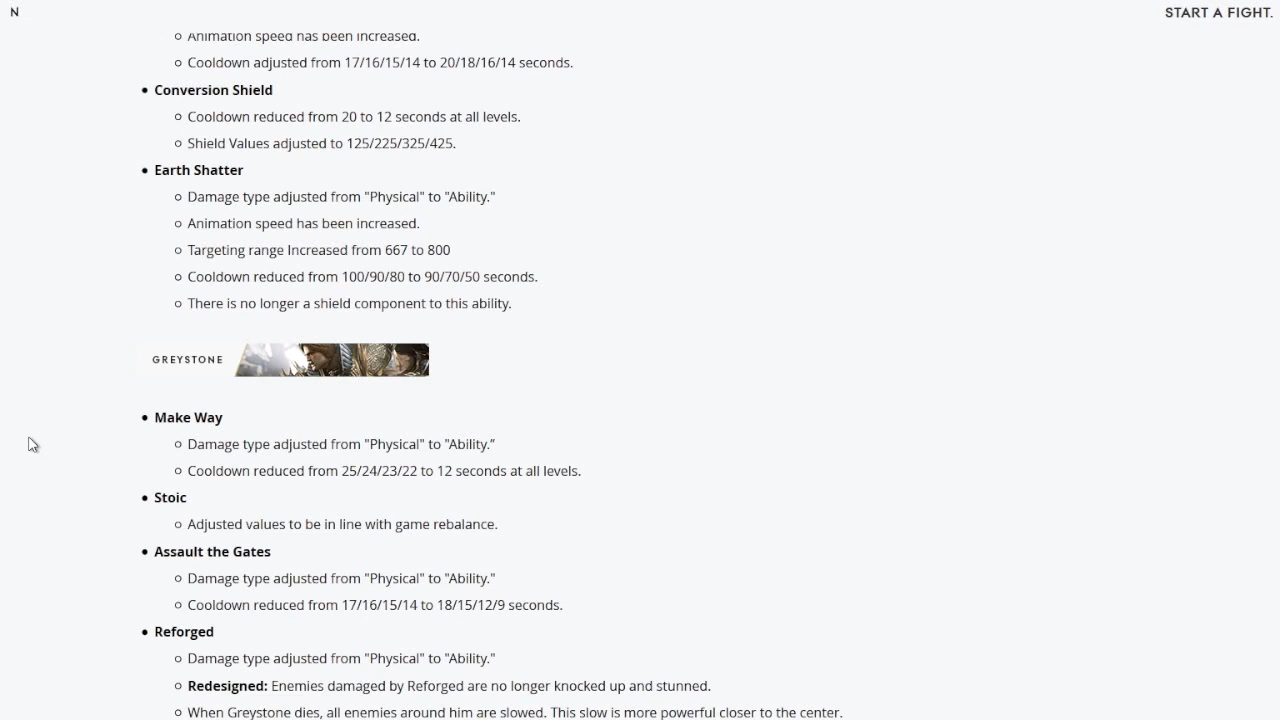 N
START A FIGHT.
Animation speed has been increased.
Cooldown adjusted from 17/16/15/14 to 20/18/16/14 seconds.
Conversion Shield
Cooldown reduced from 20 to 12 seconds at all levels.
Shield Values adjusted to 125/225/325/425.
Earth Shatter
Damage type adjusted from "Physical" to "Ability."
Animation speed has been increased.
Targeting range Increased from 667 to 800
Cooldown reduced from 100/90/80 to 90/70/50 seconds.
There is no longer a shield component to this ability.
GREYSTONE
Make Way
Damage type adjusted from "Physical" to "Ability.”
Cooldown reduced from 25/24/23/22 to 12 seconds at all levels.
Stoic
Adjusted values to be in line with game rebalance.
Assault the Gates
Damage type adjusted from "Physical" to "Ability."
Cooldown reduced from 17/16/15/14 to 18/15/12/9 seconds.
Reforged
Damage type adjusted from "Physical" to "Ability."
Redesigned: Enemies damaged by Reforged are no longer knocked up and stunned.
When Greystone dies, all enemies around him are slowed. This slow is more powerful closer to the center.